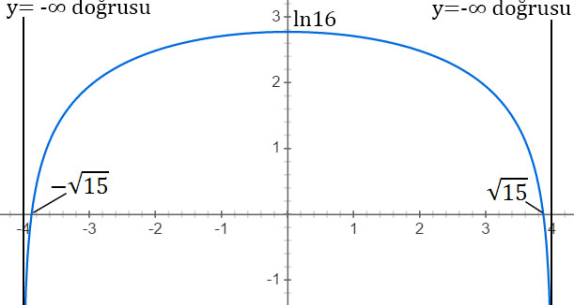 y= -∞ doğrusu
y=-∞ doğrusu
3
ln16
2
1
-√15
√15
-4 -3 -2 -1 1 2 3 4
-1